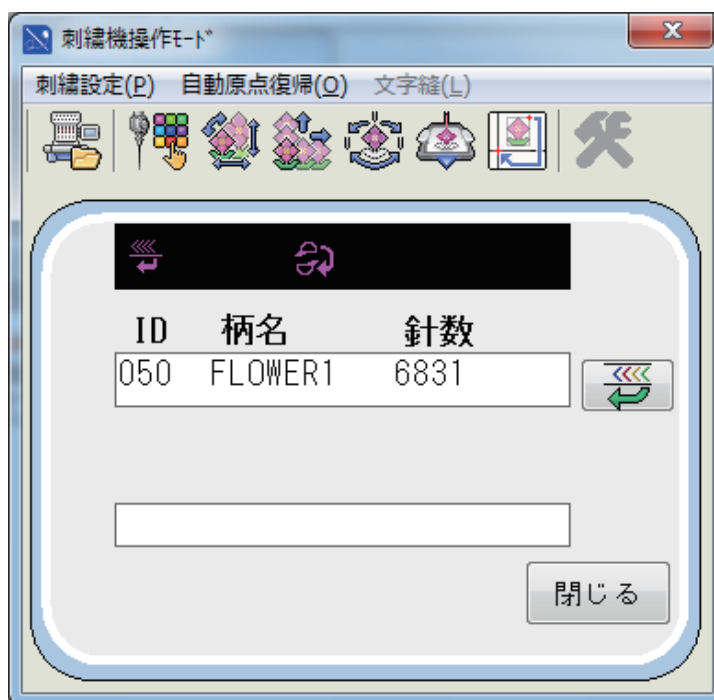 刺繍機操作ﾓｰﾄﾞ
刺繍設定(P) 自動原点復帰(O) 文字縫(L)
ID 柄名 針数
050 FLOWER1 6831
閉じる